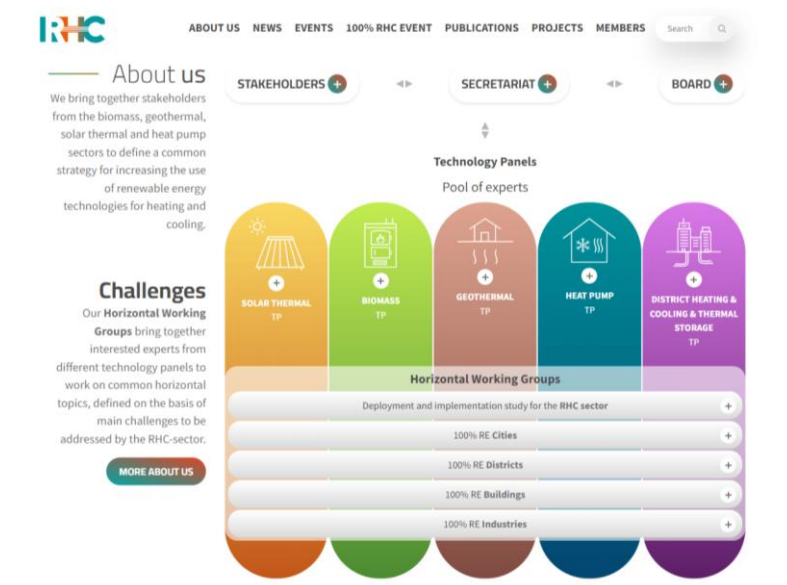 RHC
ABOUT US NEWS EVENTS 100% RHC EVENT PUBLICATIONS PROJECTS MEMBERS Search
About us
We bring together stakeholders
from the biomass, geothermal,
solar thermal and heat pump
sectors to define a common
strategy for increasing the use
of renewable energy
technologies for heating and
cooling.
Challenges
Our Horizontal Working
Groups bring together
interested experts from
different technology panels to
work on common horizontal
topics, defined on the basis of
main challenges to be
addressed by the RHC-sector.
MORE ABOUT US
STAKEHOLDERS + SECRETARIAT + BOARD +
Technology Panels
Pool of experts
+
SOLAR THERMAL
TP
+
BIOMASS
TP
+
GEOTHERMAL
TP
+
HEAT PUMP
TP
+
DISTRICT HEATING &
COOLING & THERMAL
STORAGE
TP
Horizontal Working Groups
Deployment and implementation study for the RHC sector +
100% RE Cities +
100% RE Districts +
100% RE Buildings +
100% RE Industries +